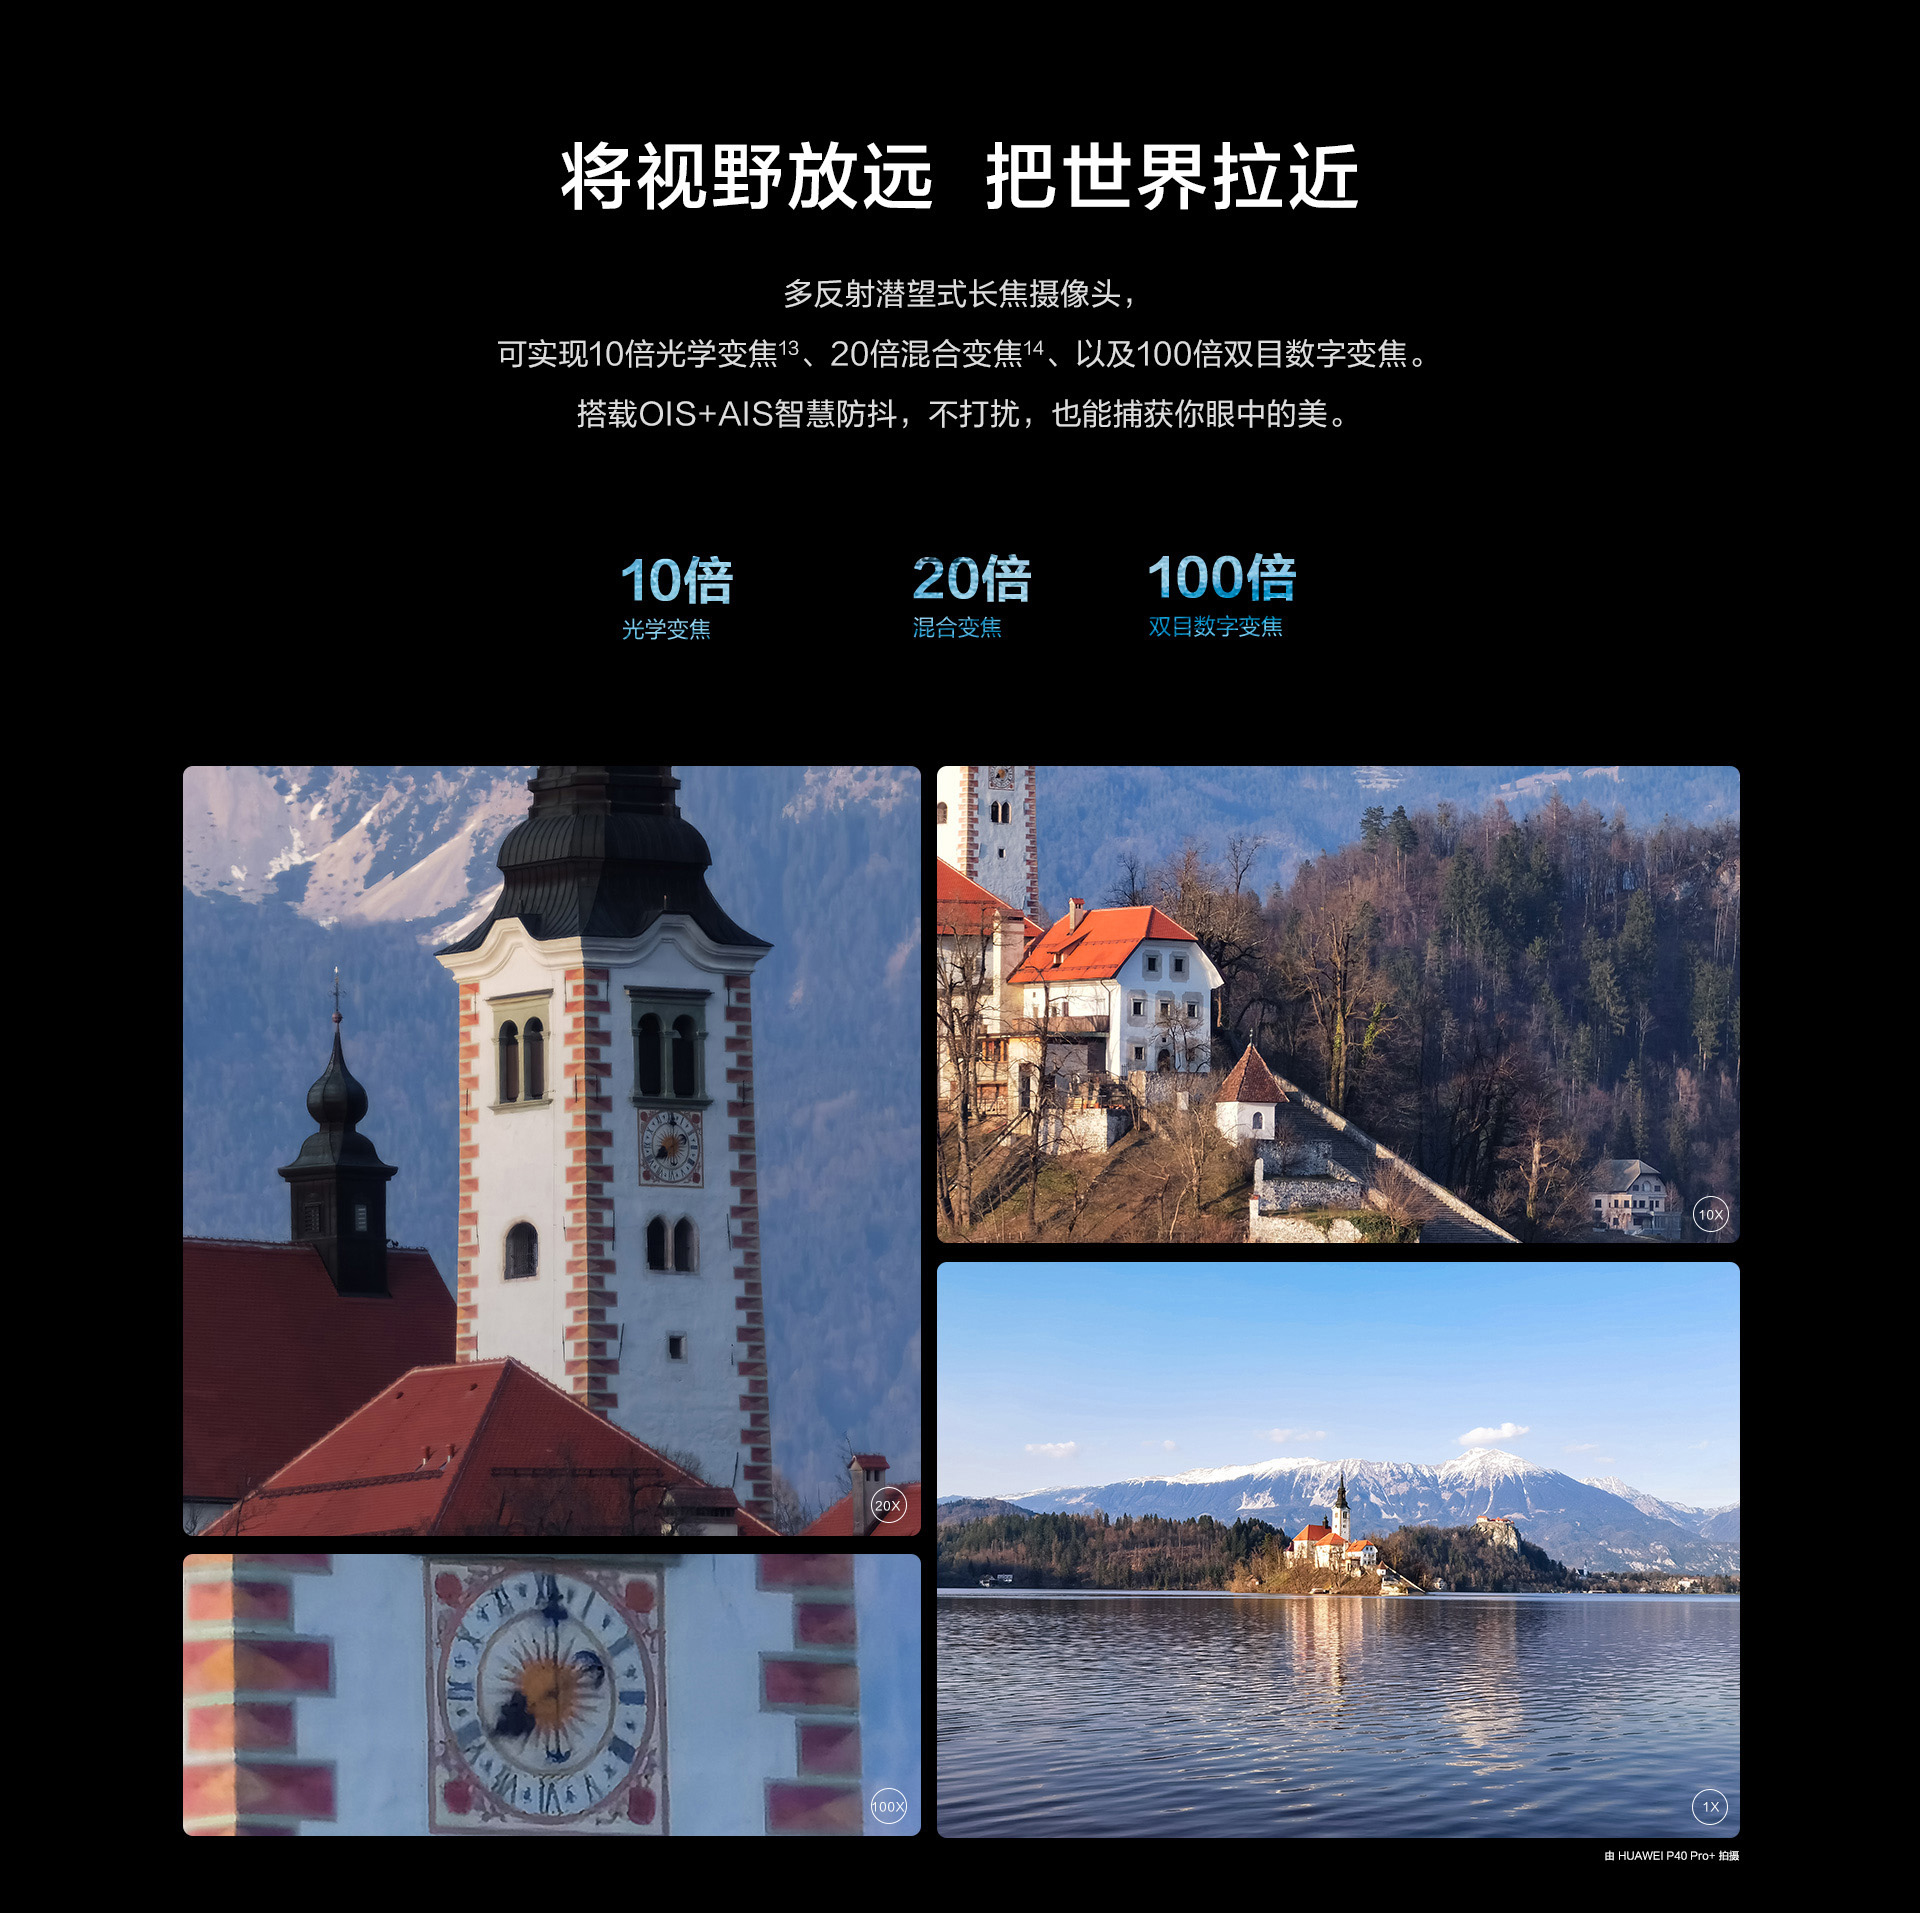 将视野放远 把世界拉近
多反射潜望式长焦摄像头，
可实现10倍光学变焦13、20倍混合变焦14、以及100倍双目数字变焦。
搭载OIS+AIS智慧防抖，不打扰，也能捕获你眼中的美。
10倍
光学变焦
20倍
混合变焦
100倍
双目数字变焦
20X
10X
100X
1X
由 HUAWEI P40 Pro+ 拍摄